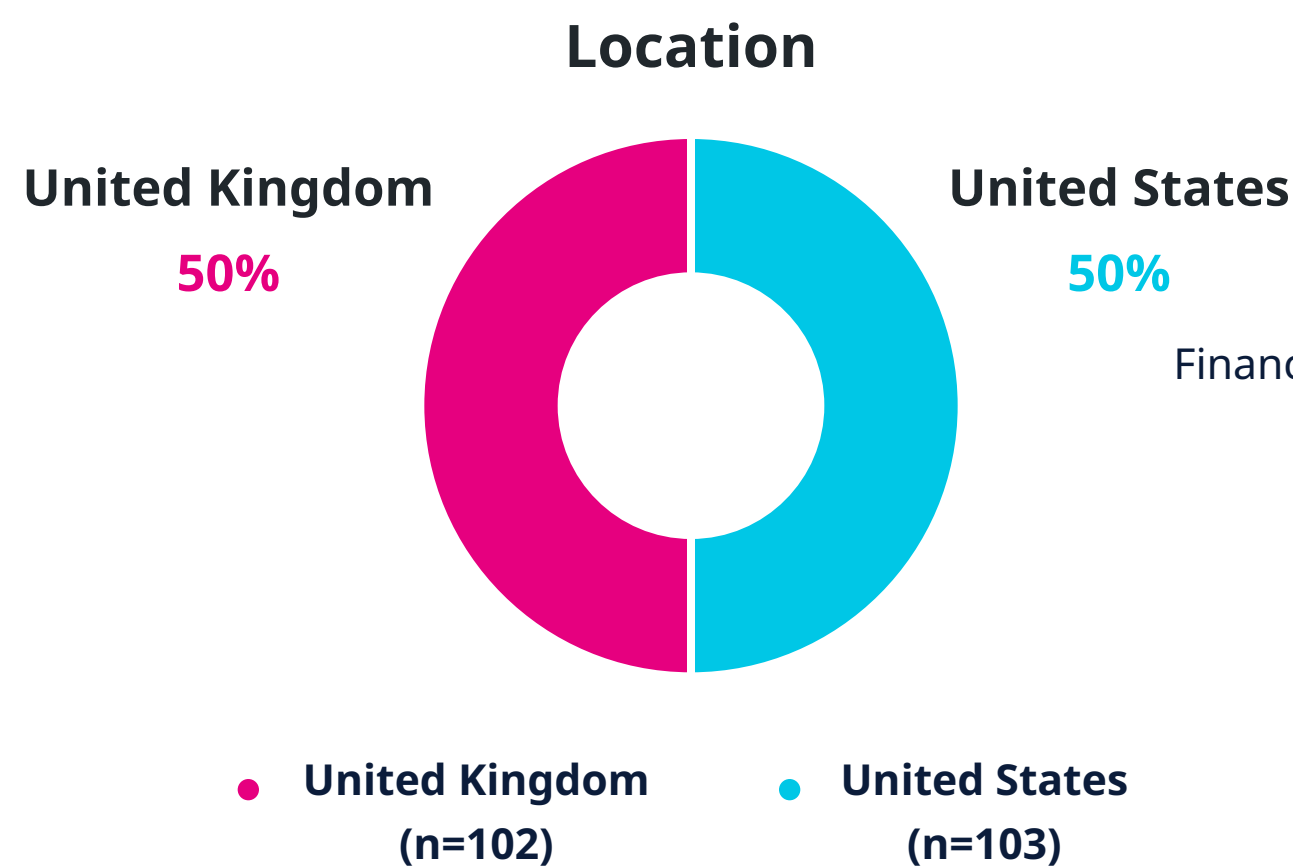 Location
United Kingdom
50%
United States
50%
United Kingdom
(n=102)
United States
(n=103)